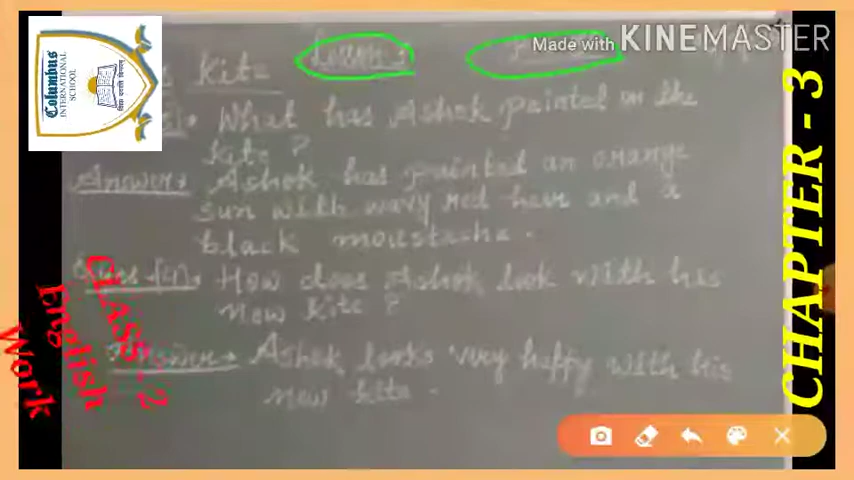 Columbus
INTERNATIONAL
SCHOOL
Made with KINEMASTER
Kite
What has Ashok painted on the
kite ?
Answer→ Ashok has painted an orange
sun with wavy red hair and a
black moustache.
Ques-(4). How does Ashok look with his
new kite ?
Answer→ Ashok looks very happy with his
new kite.
CLASS-2
English
Work
CHAPTER - 3